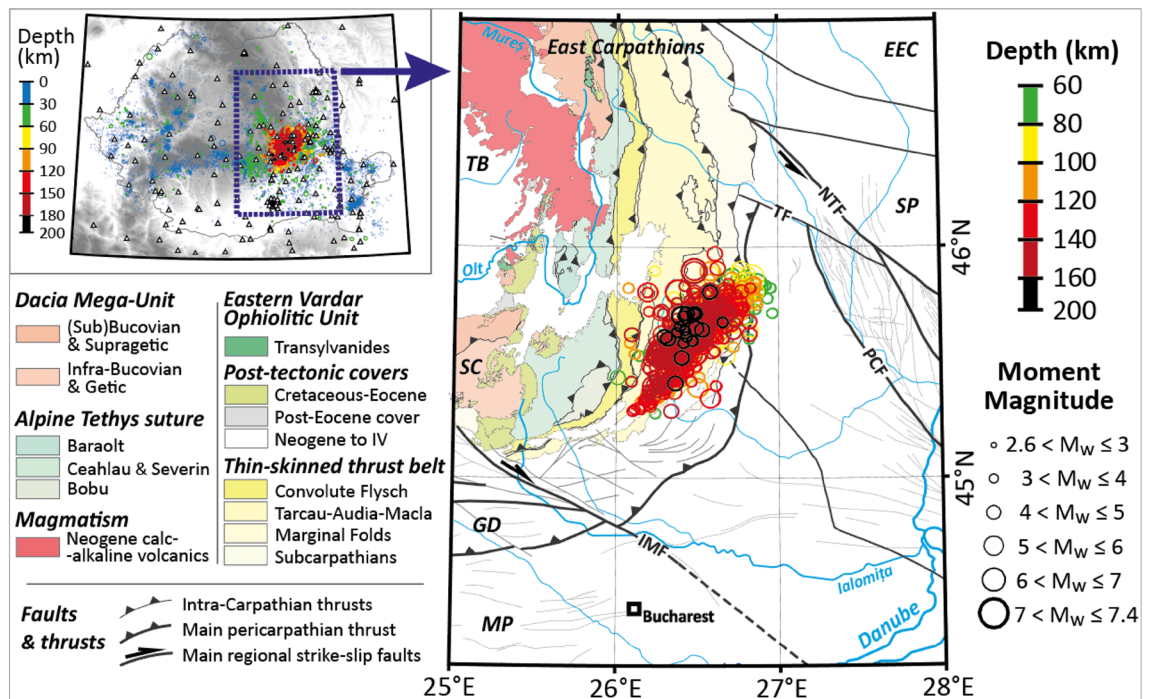 Depth
(km)
0
30
60
90
120
150
180
200
Dacia Mega-Unit
(Sub)Bucovian
& Supragetic
Infra-Bucovian
& Getic
Alpine Tethys suture
Baraolt
Ceahlau & Severin
Bobu
Magmatism
Neogene calc-
-alkaline volcanics
Eastern Vardar
Ophiolitic Unit
Transylvanides
Post-tectonic covers
Cretaceous-Eocene
Post-Eocene cover
Neogene to IV
Thin-skinned thrust belt
Convolute Flysch
Tarcau-Audia-Macla
Marginal Folds
Subcarpathians
Faults
& thrusts
Intra-Carpathian thrusts
Main pericarpathian thrust
Main regional strike-slip faults
Mureș
East Carpathians
EEC
TB
NTF
SP
TF
Olt
SC
PCF
GD
IMF
Ialomița
Bucharest
MP
Danube
46°N
45°N
25°E
26°E
27°E
28°E
Depth (km)
60
80
100
120
140
160
200
Moment
Magnitude
2.6 < Mw ≤ 3
3 < Mw ≤ 4
4 < Mw ≤ 5
5 < Mw ≤ 6
6 < Mw ≤ 7
7 < Mw ≤ 7.4